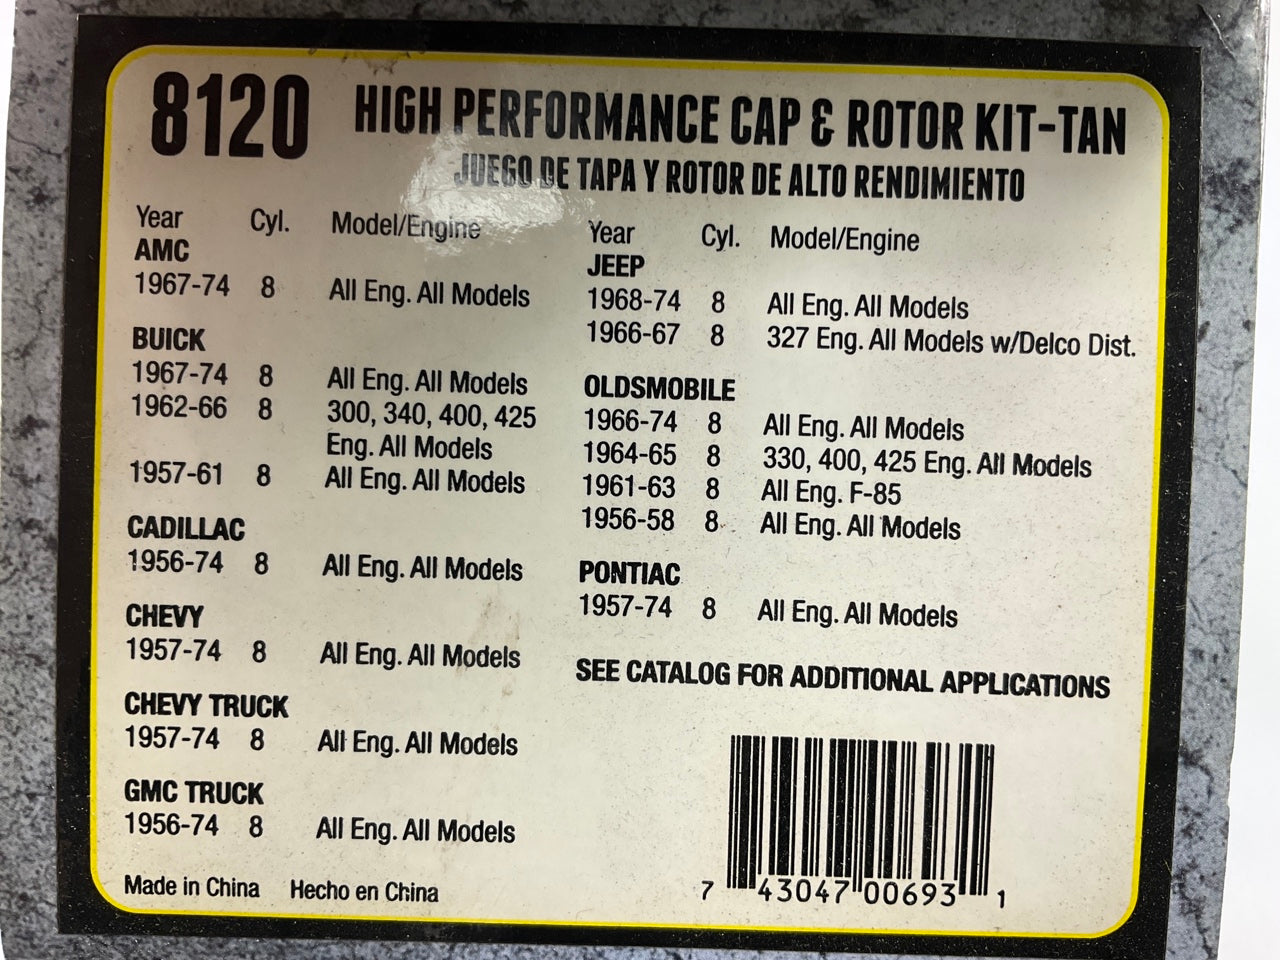 8120 HIGH PERFORMANCE CAP & ROTOR KIT-TAN
JUEGO DE TAPA Y ROTOR DE ALTO RENDIMIENTO
Year Cyl. Model/Engine
AMC
1967-74 8 All Eng. All Models
BUICK
1967-74 8 All Eng. All Models
1962-66 8 300, 340, 400, 425
Eng. All Models
1957-61 8 All Eng. All Models
CADILLAC
1956-74 8 All Eng. All Models
CHEVY
1957-74 8 All Eng. All Models
CHEVY TRUCK
1957-74 8 All Eng. All Models
GMC TRUCK
1956-74 8 All Eng. All Models
Made in China Hecho en China
Year Cyl. Model/Engine
JEEP
1968-74 8 All Eng. All Models
1966-67 8 327 Eng. All Models w/Delco Dist.
OLDSMOBILE
1966-74 8 All Eng. All Models
1964-65 8 330, 400, 425 Eng. All Models
1961-63 8 All Eng. F-85
1956-58 8 All Eng. All Models
PONTIAC
1957-74 8 All Eng. All Models
SEE CATALOG FOR ADDITIONAL APPLICATIONS
7 43047 00693 1